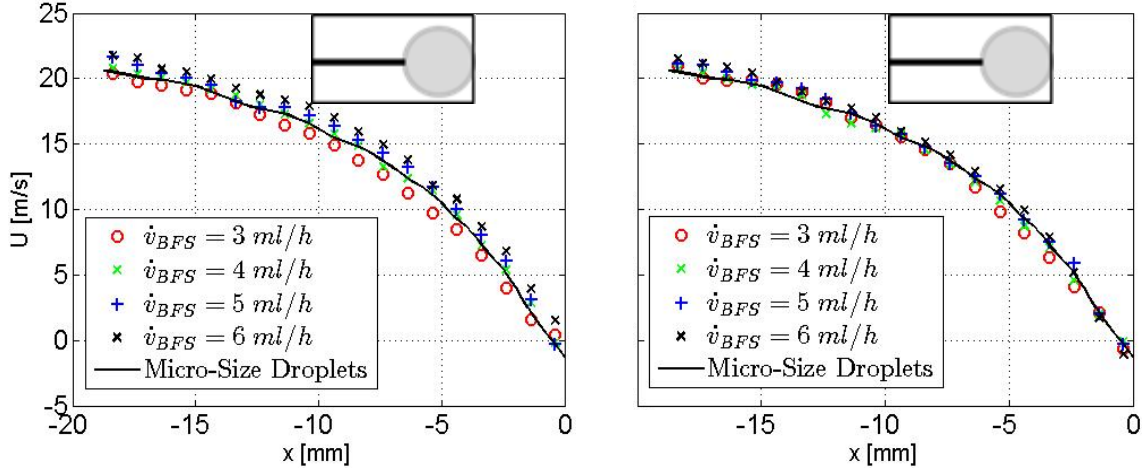 25
20
15
10
5
0
-5
U [m/s]
v̇BFS = 3 ml/h
v̇BFS = 4 ml/h
v̇BFS = 5 ml/h
v̇BFS = 6 ml/h
Micro-Size Droplets
-20 -15 -10 -5 0
x [mm]
v̇BFS = 3 ml/h
v̇BFS = 4 ml/h
v̇BFS = 5 ml/h
v̇BFS = 6 ml/h
Micro-Size Droplets
-15 -10 -5 0
x [mm]